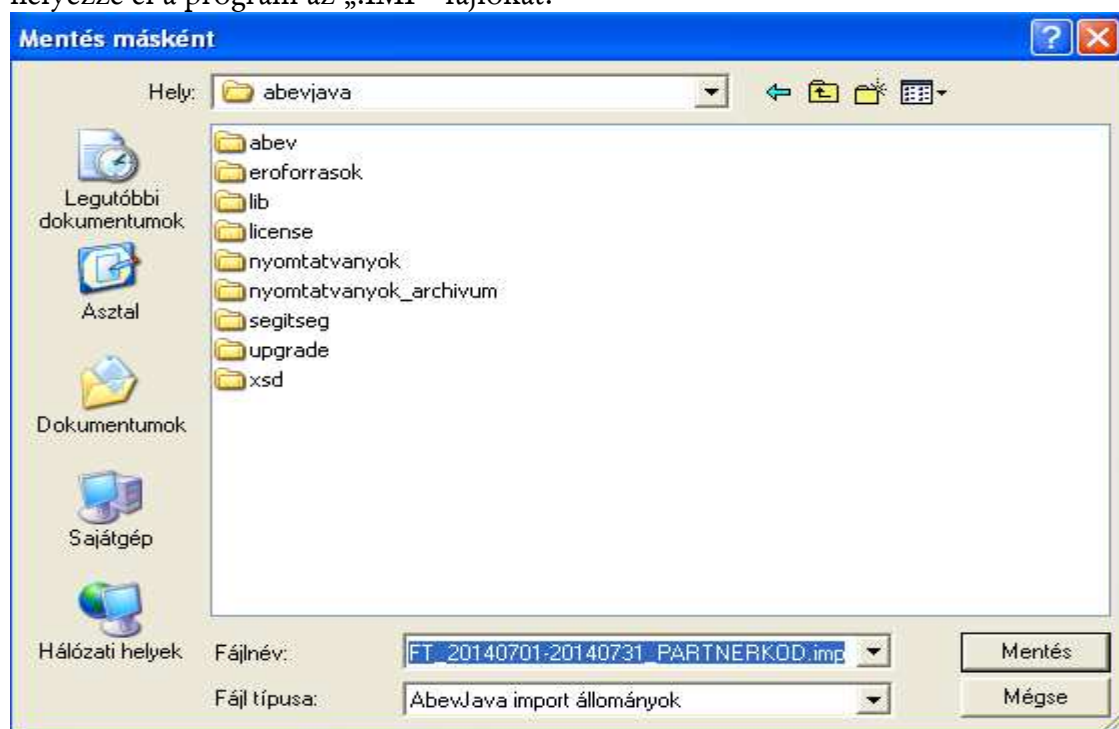 helyezze el a program az „.IMP” fájlokat.
Mentés másként
Hely: abevjava
Legutóbbi
dokumentumok
Asztal
Dokumentumok
Sajátgép
Hálózati helyek
abev
eroforrasok
lib
license
nyomtatvanyok
nyomtatvanyok_archivum
segitseg
upgrade
xsd
Fájlnév: FT_20140701-20140731_PARTNERKOD.imp Mentés
Fájl típusa: AbevJava import állományok Mégse